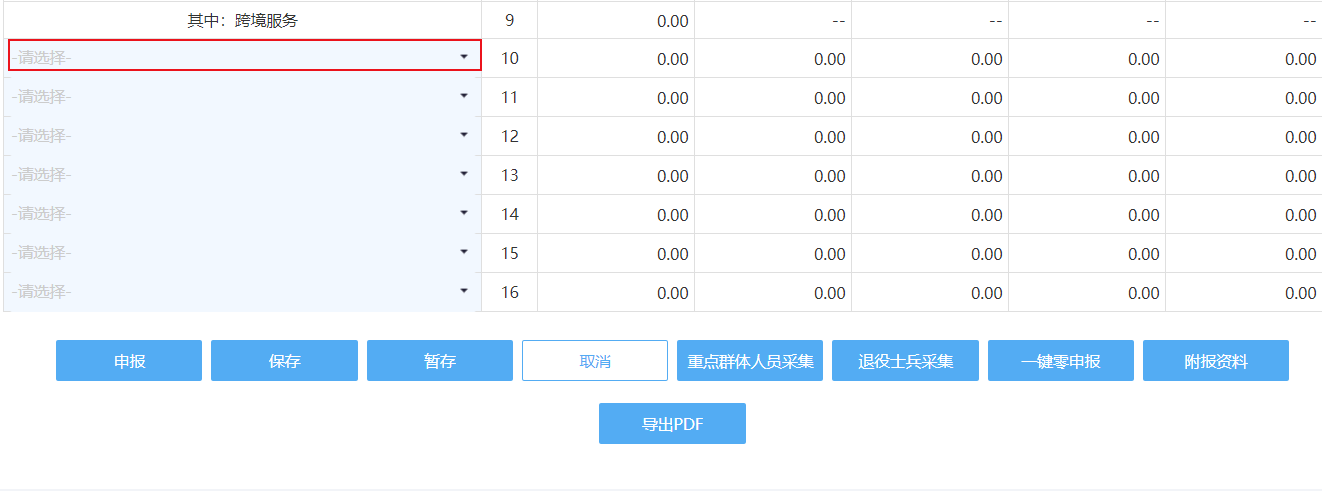 其中：跨境服务 9 0.00 -- -- -- --
-请选择- 10 0.00 0.00 0.00 0.00 0.00
-请选择- 11 0.00 0.00 0.00 0.00 0.00
-请选择- 12 0.00 0.00 0.00 0.00 0.00
-请选择- 13 0.00 0.00 0.00 0.00 0.00
-请选择- 14 0.00 0.00 0.00 0.00 0.00
-请选择- 15 0.00 0.00 0.00 0.00 0.00
-请选择- 16 0.00 0.00 0.00 0.00 0.00
申报 保存 暂存 取消 重点群体人员采集 退役士兵采集 一键零申报 附报资料
导出PDF